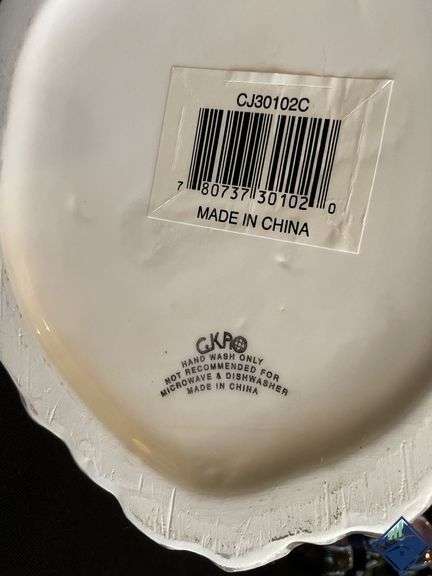 CJ30102C
7 80737 30102 0
MADE IN CHINA
GKRO
HAND WASH ONLY
NOT RECOMMENDED FOR
MICROWAVE & DISHWASHER
MADE IN CHINA